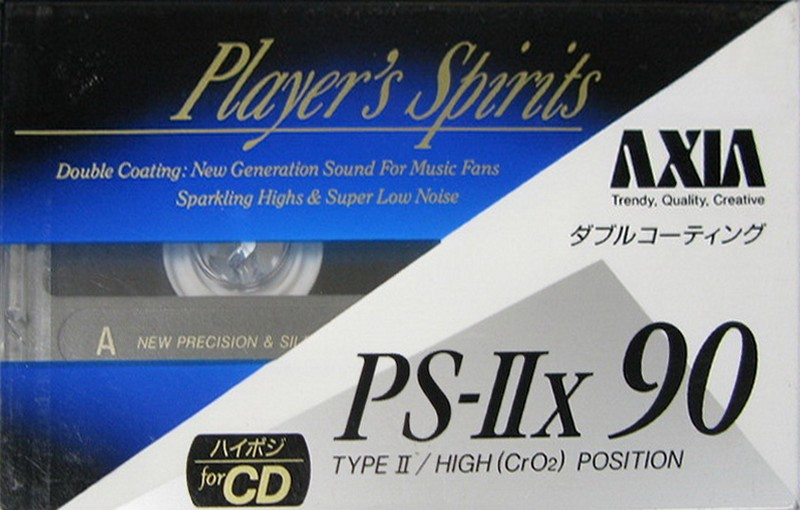 Player's Spirits
Double Coating: New Generation Sound For Music Fans
Sparkling Highs & Super Low Noise
AXIA
Trendy, Quality, Creative
ダブルコーティング
A NEW PRECISION &
PS-IIx 90
TYPE II / HIGH (CrO2) POSITION
ハイポジ
for CD